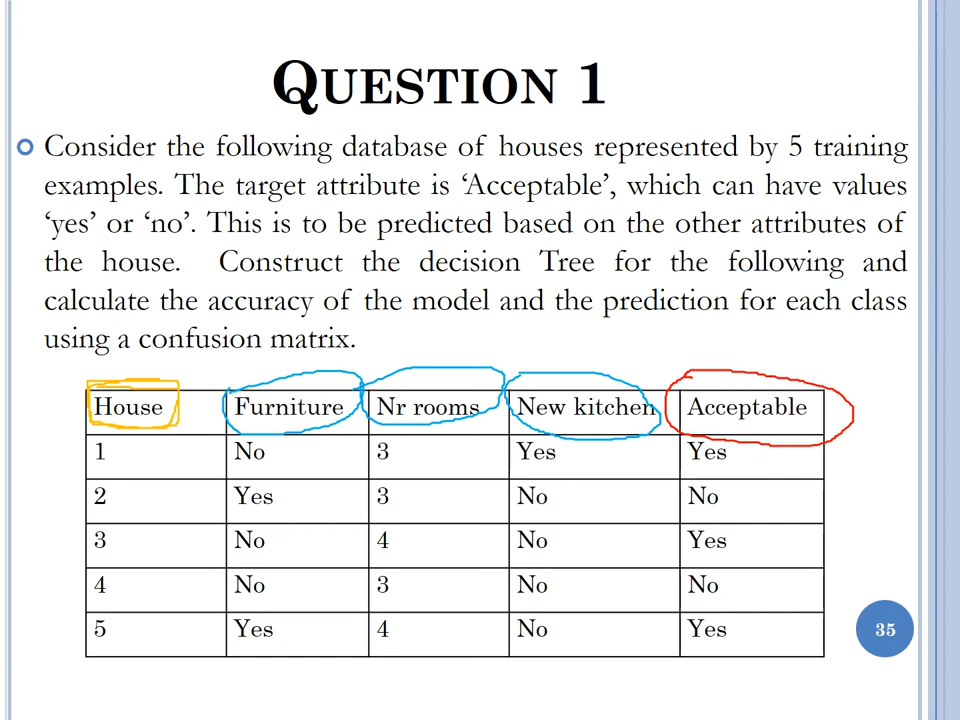 QUESTION 1
Consider the following database of houses represented by 5 training
examples. The target attribute is ‘Acceptable’, which can have values
‘yes’ or ‘no’. This is to be predicted based on the other attributes of
the house. Construct the decision Tree for the following and
calculate the accuracy of the model and the prediction for each class
using a confusion matrix.
House Furniture Nr rooms New kitchen Acceptable
1 No 3 Yes Yes
2 Yes 3 No No
3 No 4 No Yes
4 No 3 No No
5 Yes 4 No Yes
35